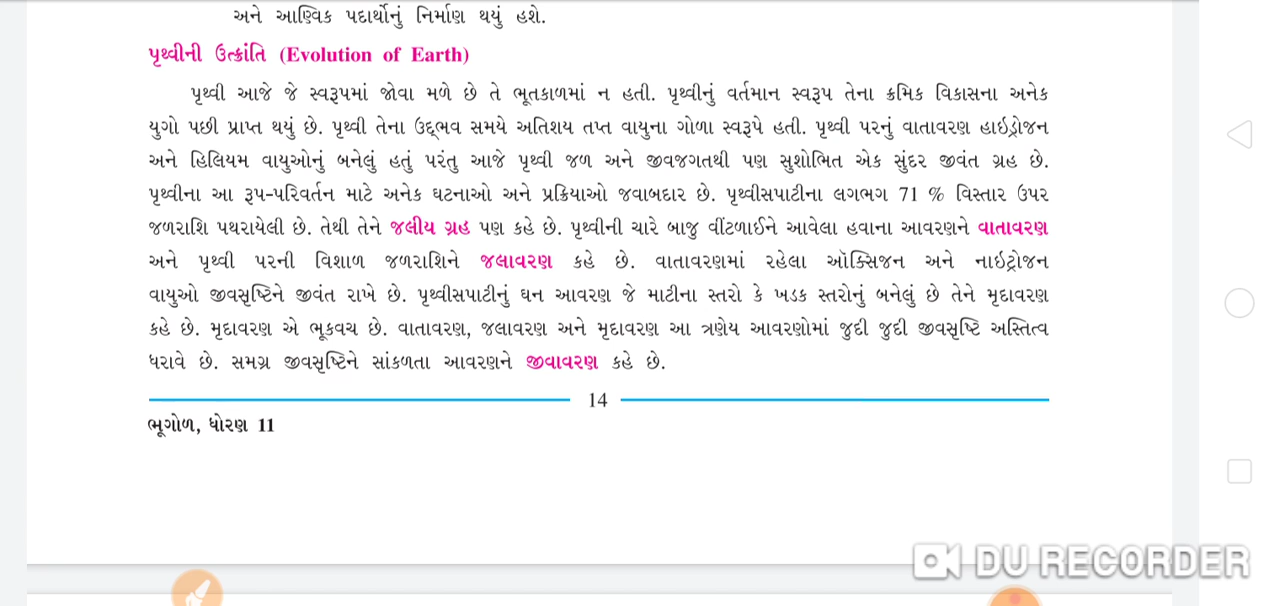 અને આણ્વિક પદાર્થોનું નિર્માણ થયું હશે.
પૃથ્વીની ઉત્ક્રાંતિ (Evolution of Earth)
પૃથ્વી આજે જે સ્વરૂપમાં જોવા મળે છે તે ભૂતકાળમાં ન હતી. પૃથ્વીનું વર્તમાન સ્વરૂપ તેના ક્રમિક વિકાસના અનેક
યુગો પછી પ્રાપ્ત થયું છે. પૃથ્વી તેના ઉદ્ભવ સમયે અતિશય તપ્ત વાયુના ગોળા સ્વરૂપે હતી. પૃથ્વી પરનું વાતાવરણ હાઇડ્રોજન
અને હિલિયમ વાયુઓનું બનેલું હતું પરંતુ આજે પૃથ્વી જળ અને જીવજગતથી પણ સુશોભિત એક સુંદર જીવંત ગ્રહ છે.
પૃથ્વીના આ રૂપ-પરિવર્તન માટે અનેક ઘટનાઓ અને પ્રક્રિયાઓ જવાબદાર છે. પૃથ્વીસપાટીના લગભગ 71 % વિસ્તાર ઉપર
જળરાશિ પથરાયેલી છે. તેથી તેને જલીય ગ્રહ પણ કહે છે. પૃથ્વીની ચારે બાજુ વીંટળાઈને આવેલા હવાના આવરણને વાતાવરણ
અને પૃથ્વી પરની વિશાળ જળરાશિને જલાવરણ કહે છે. વાતાવરણમાં રહેલા ઑક્સિજન અને નાઇટ્રોજન
વાયુઓ જીવસૃષ્ટિને જીવંત રાખે છે. પૃથ્વીસપાટીનું ઘન આવરણ જે માટીના સ્તરો કે ખડક સ્તરોનું બનેલું છે તેને મૃદાવરણ
કહે છે. મૃદાવરણ એ ભૂકવચ છે. વાતાવરણ, જલાવરણ અને મૃદાવરણ આ ત્રણેય આવરણોમાં જુદી જુદી જીવસૃષ્ટિ અસ્તિત્વ
ધરાવે છે. સમગ્ર જીવસૃષ્ટિને સાંકળતા આવરણને જીવાવરણ કહે છે.
14
ભૂગોળ, ધોરણ 11
DU RECORDER